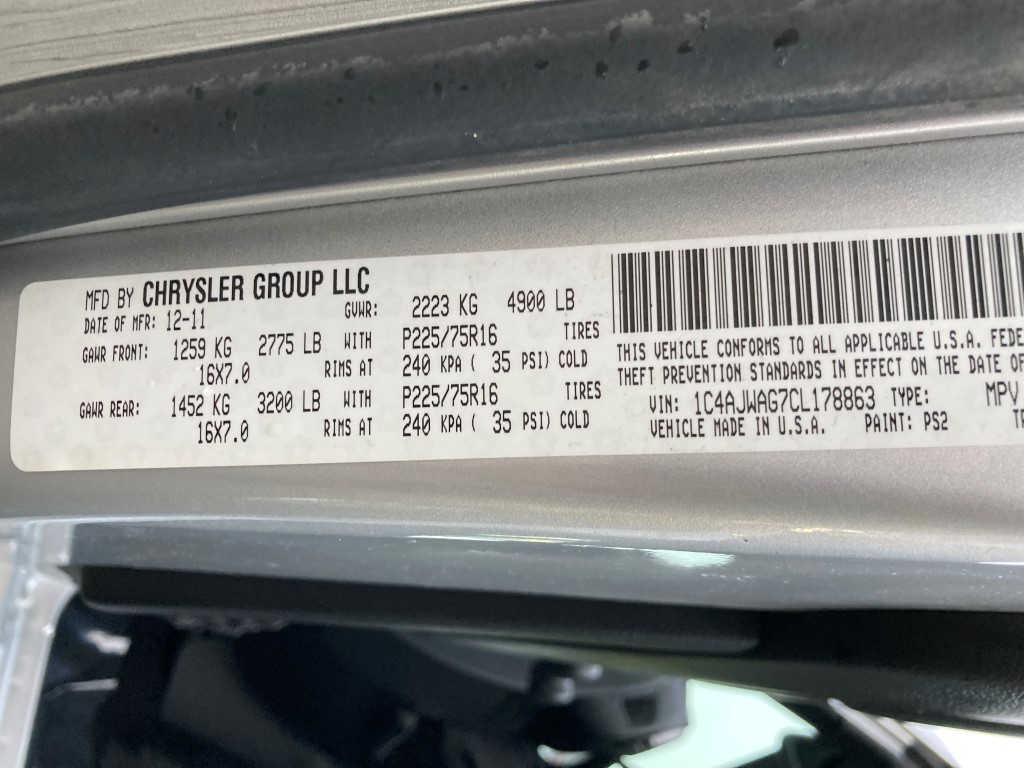 MFD BY CHRYSLER GROUP LLC
DATE OF MFR: 12-11 GVWR: 2223 KG 4900 LB
GAWR FRONT: 1259 KG 2775 LB WITH P225/75R16 TIRES
16X7.0 RIMS AT 240 KPA ( 35 PSI) COLD
GAWR REAR: 1452 KG 3200 LB WITH P225/75R16 TIRES
16X7.0 RIMS AT 240 KPA ( 35 PSI) COLD
THIS VEHICLE CONFORMS TO ALL APPLICABLE U.S.A. FEDE
THEFT PREVENTION STANDARDS IN EFFECT ON THE DATE OF
VIN: 1C4AJWAG7CL178863 TYPE: MPV
VEHICLE MADE IN U.S.A. PAINT: PS2